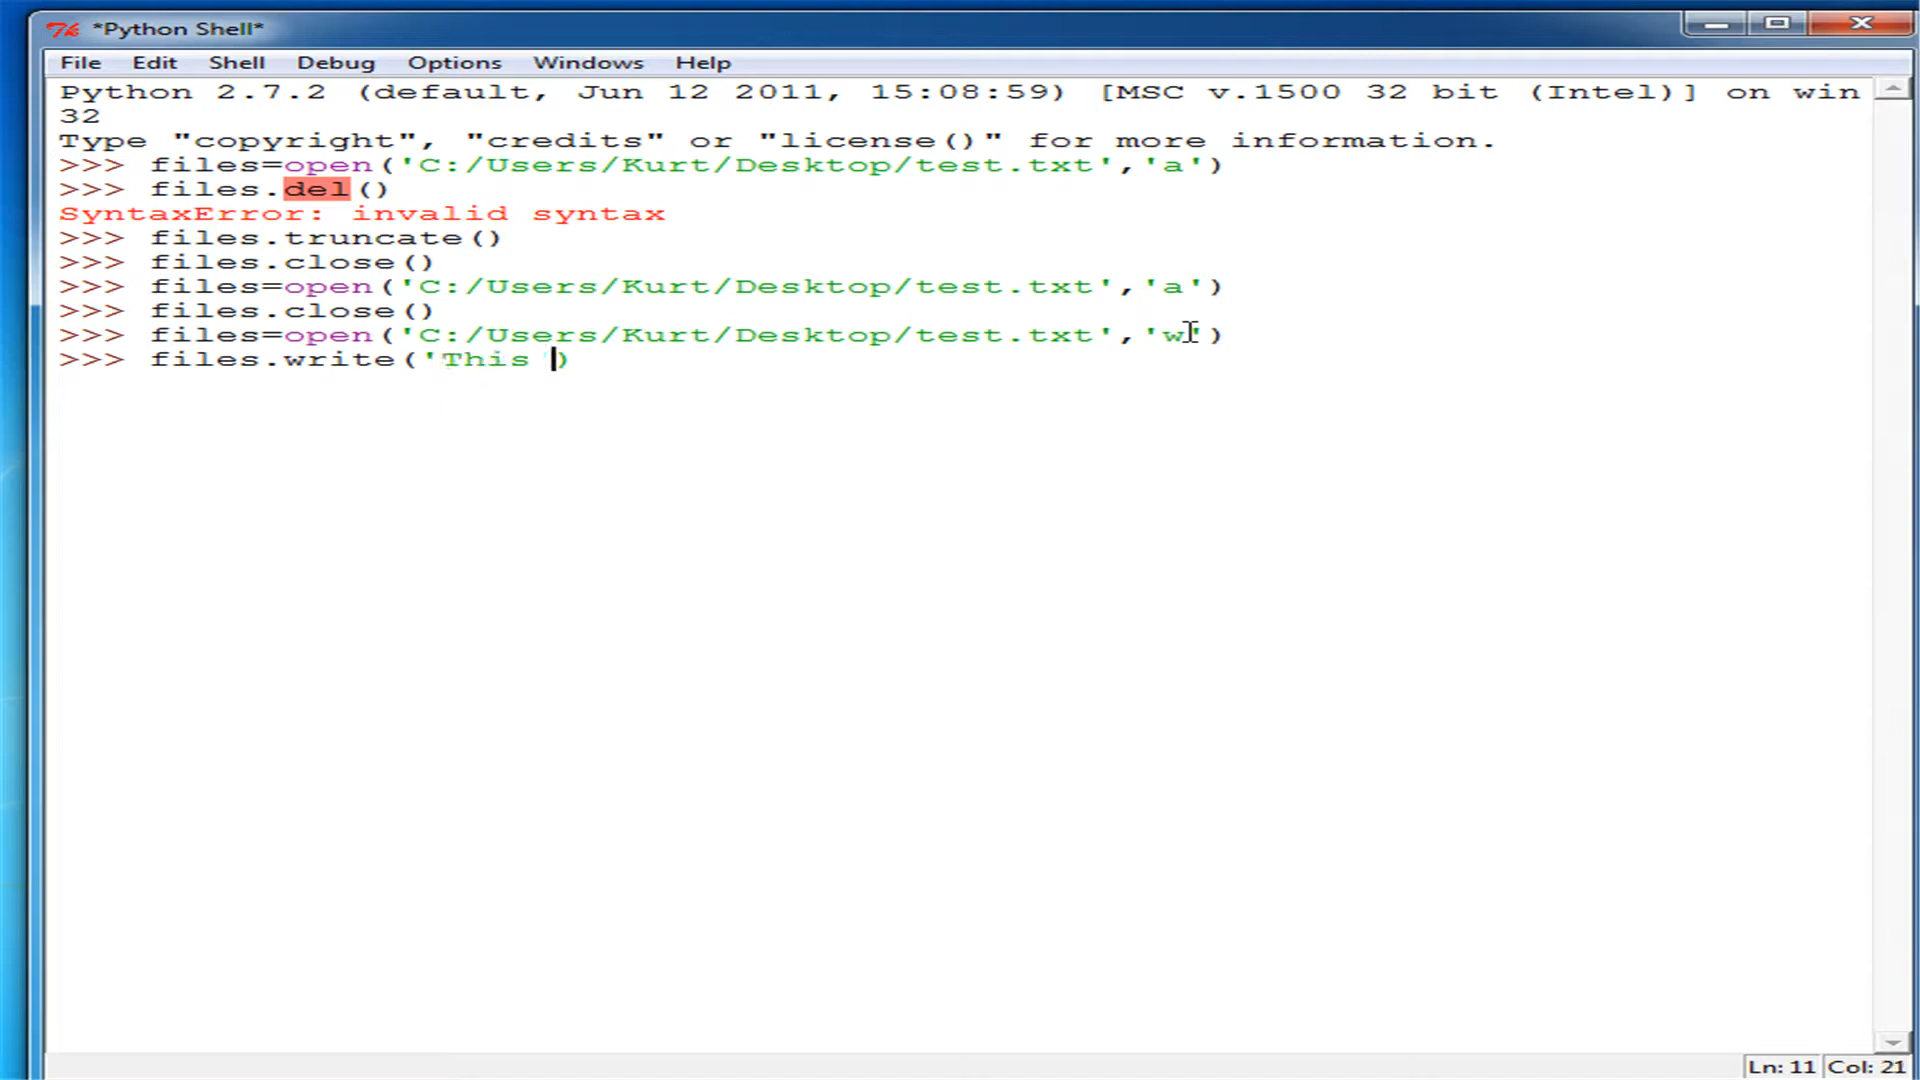 *Python Shell*
File Edit Shell Debug Options Windows Help
Python 2.7.2 (default, Jun 12 2011, 15:08:59) [MSC v.1500 32 bit (Intel)] on win
32
Type "copyright", "credits" or "license()" for more information.
>>> files=open('C:/Users/Kurt/Desktop/test.txt','a')
>>> files.del()
SyntaxError: invalid syntax
>>> files.truncate()
>>> files.close()
>>> files=open('C:/Users/Kurt/Desktop/test.txt','a')
>>> files.close()
>>> files=open('C:/Users/Kurt/Desktop/test.txt','w')
>>> files.write('This ')
Ln: 11 Col: 21